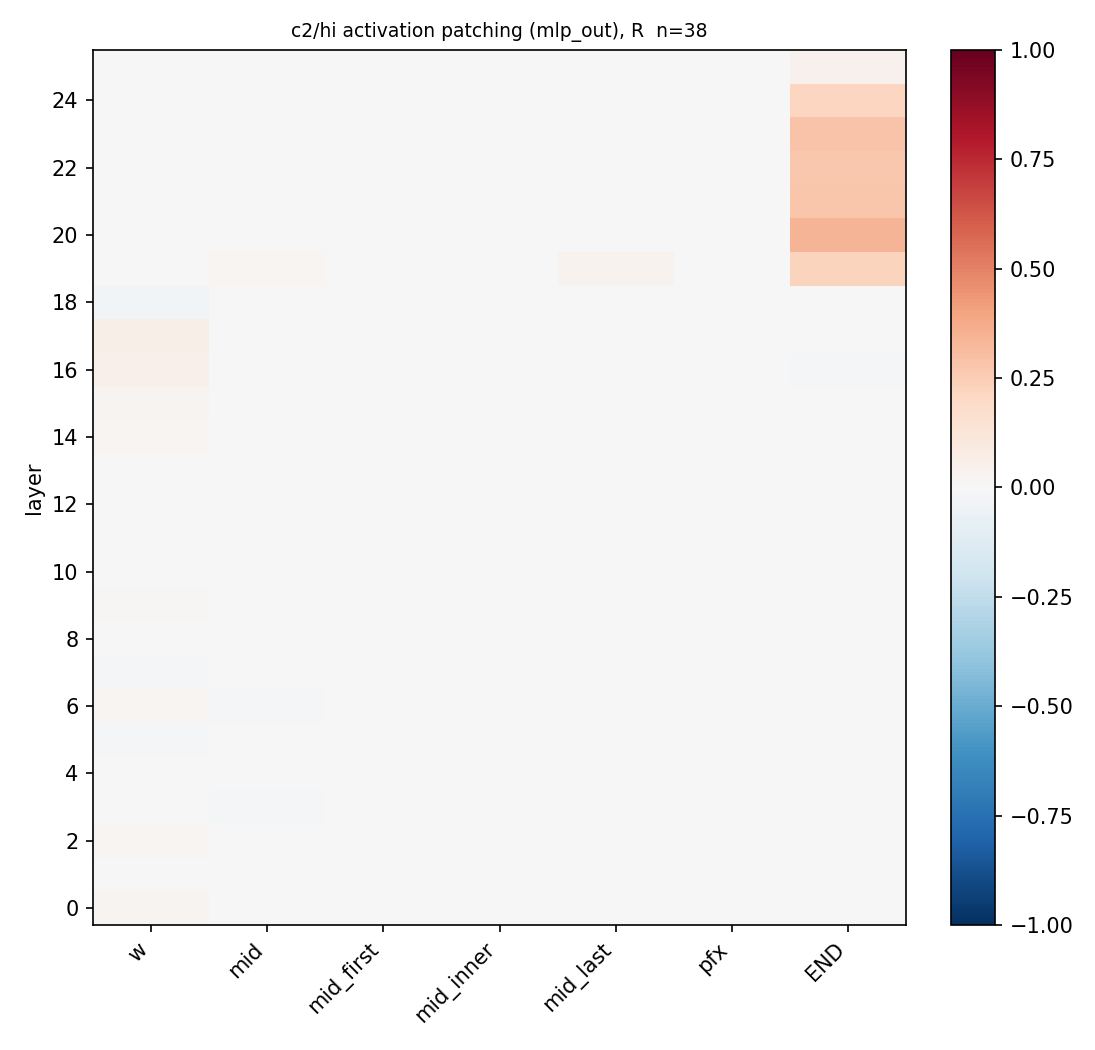 c2/hi activation patching (mlp_out), R  n=38
layer
24
22
20
18
16
14
12
10
8
6
4
2
0
w
mid
mid_first
mid_inner
mid_last
pfx
END
1.00
0.75
0.50
0.25
0.00
−0.25
−0.50
−0.75
−1.00